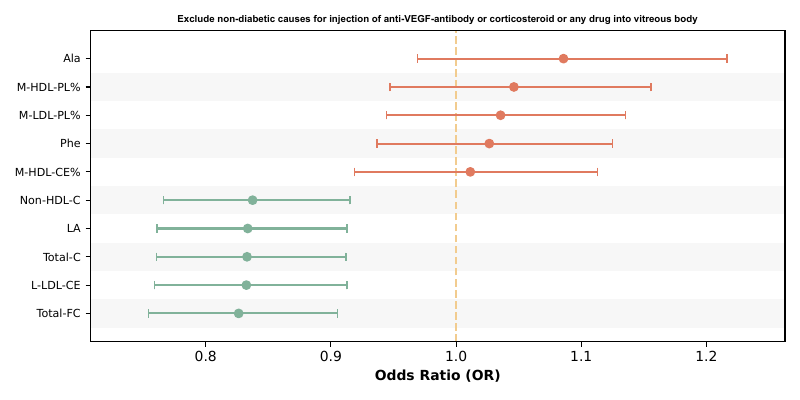 Exclude non-diabetic causes for injection of anti-VEGF-antibody or corticosteroid or any drug into vitreous body
Ala
M-HDL-PL%
M-LDL-PL%
Phe
M-HDL-CE%
Non-HDL-C
LA
Total-C
L-LDL-CE
Total-FC
0.8 0.9 1.0 1.1 1.2
Odds Ratio (OR)